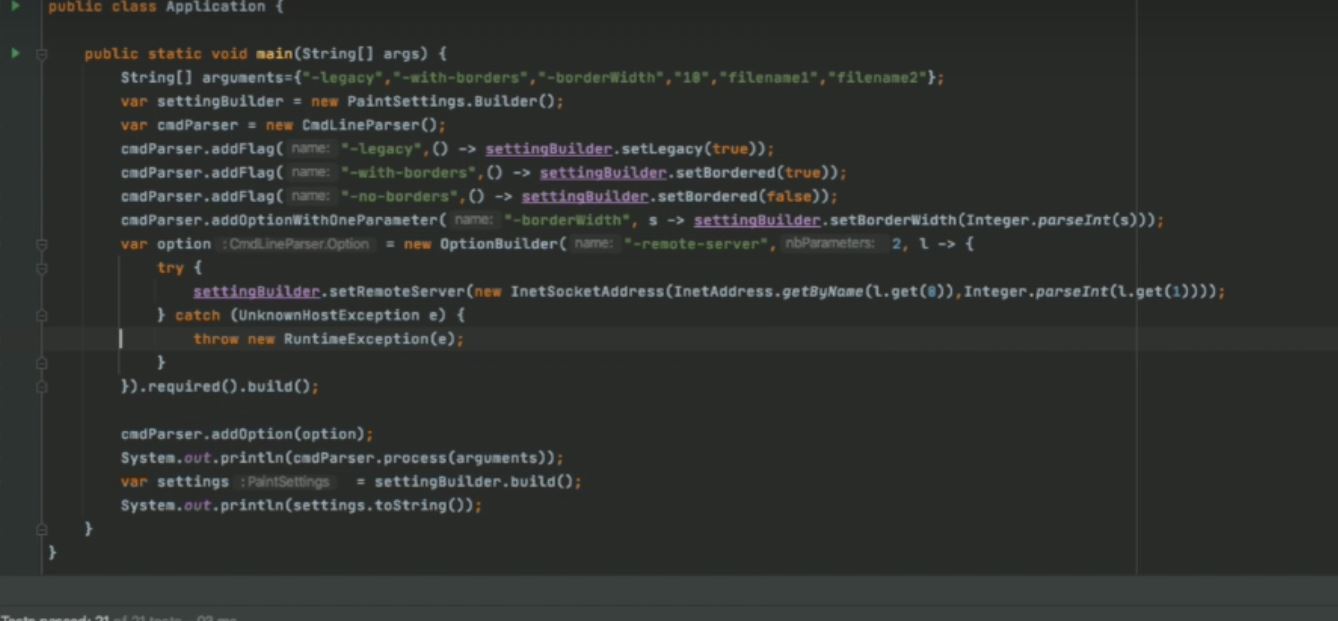 public class Application {
public static void main(String[] args) {
String[] arguments={"-legacy","-with-borders","-borderWidth","10","filename1","filename2"};
var settingBuilder = new PaintSettings.Builder();
var cmdParser = new CmdLineParser();
cmdParser.addFlag( name: "-legacy",() -> settingBuilder.setLegacy(true));
cmdParser.addFlag( name: "-with-borders",() -> settingBuilder.setBordered(true));
cmdParser.addFlag( name: "-no-borders",() -> settingBuilder.setBordered(false));
cmdParser.addOptionWithOneParameter( name: "-borderWidth", s -> settingBuilder.setBorderWidth(Integer.parseInt(s)));
var option : CmdLineParser.Option = new OptionBuilder( name: "-remote-server", nbParameters: 2, l -> {
try {
settingBuilder.setRemoteServer(new InetSocketAddress(InetAddress.getByName(l.get(0)),Integer.parseInt(l.get(1))));
} catch (UnknownHostException e) {
throw new RuntimeException(e);
}
}).required().build();
cmdParser.addOption(option);
System.out.println(cmdParser.process(arguments));
var settings : PaintSettings = settingBuilder.build();
System.out.println(settings.toString());
}
}
Tests passed: 21 of 21 tests